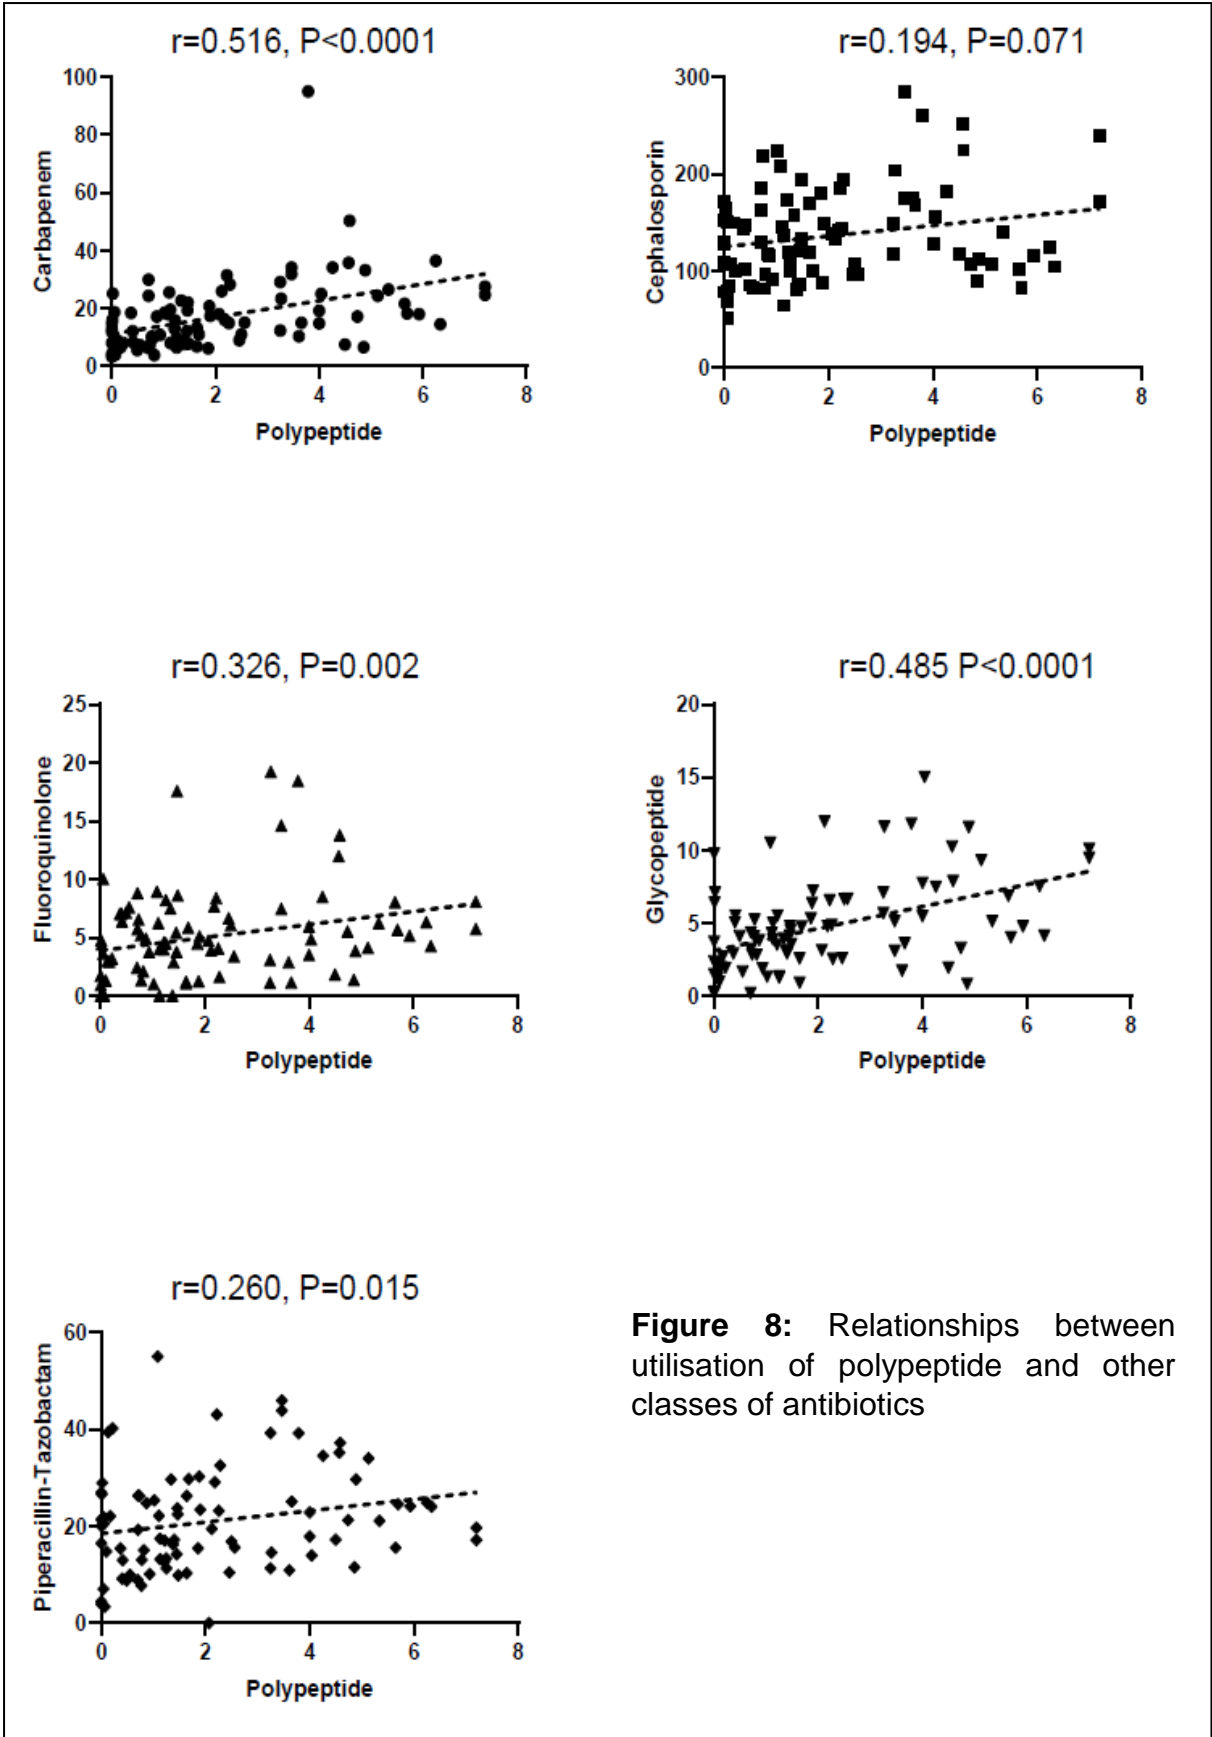 r=0.516, P<0.0001
100
80
60
40
20
0
Carbapenem
0 2 4 6 8
Polypeptide
r=0.194, P=0.071
300
200
100
0
Cephalosporin
0 2 4 6 8
Polypeptide
r=0.326, P=0.002
25
20
15
10
5
0
Fluoroquinolone
0 2 4 6 8
Polypeptide
r=0.485 P<0.0001
20
15
10
5
0
Glycopeptide
0 2 4 6 8
Polypeptide
r=0.260, P=0.015
60
40
20
0
Piperacillin-Tazobactam
0 2 4 6 8
Polypeptide
Figure 8: Relationships between
utilisation of polypeptide and other
classes of antibiotics